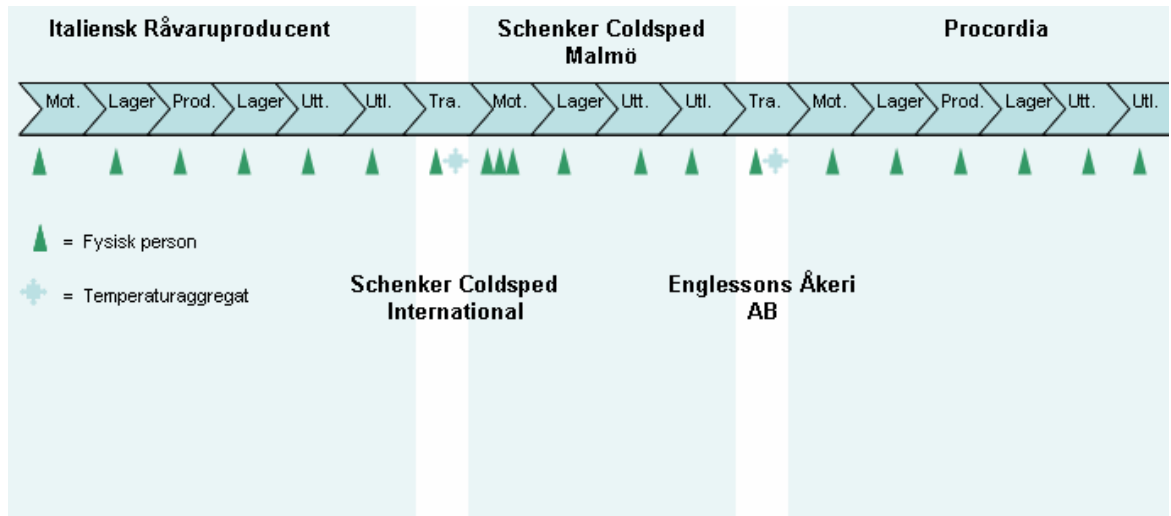 Italiensk Råvaruproducent
Schenker Coldsped
Malmö
Procordia
Mot. Lager Prod. Lager Utt. Utl. Tra. Mot. Lager Utt. Utl. Tra. Mot. Lager Prod. Lager Utt. Utl.
= Fysisk person
= Temperaturaggregat
Schenker Coldsped
International
Englessons Åkeri
AB